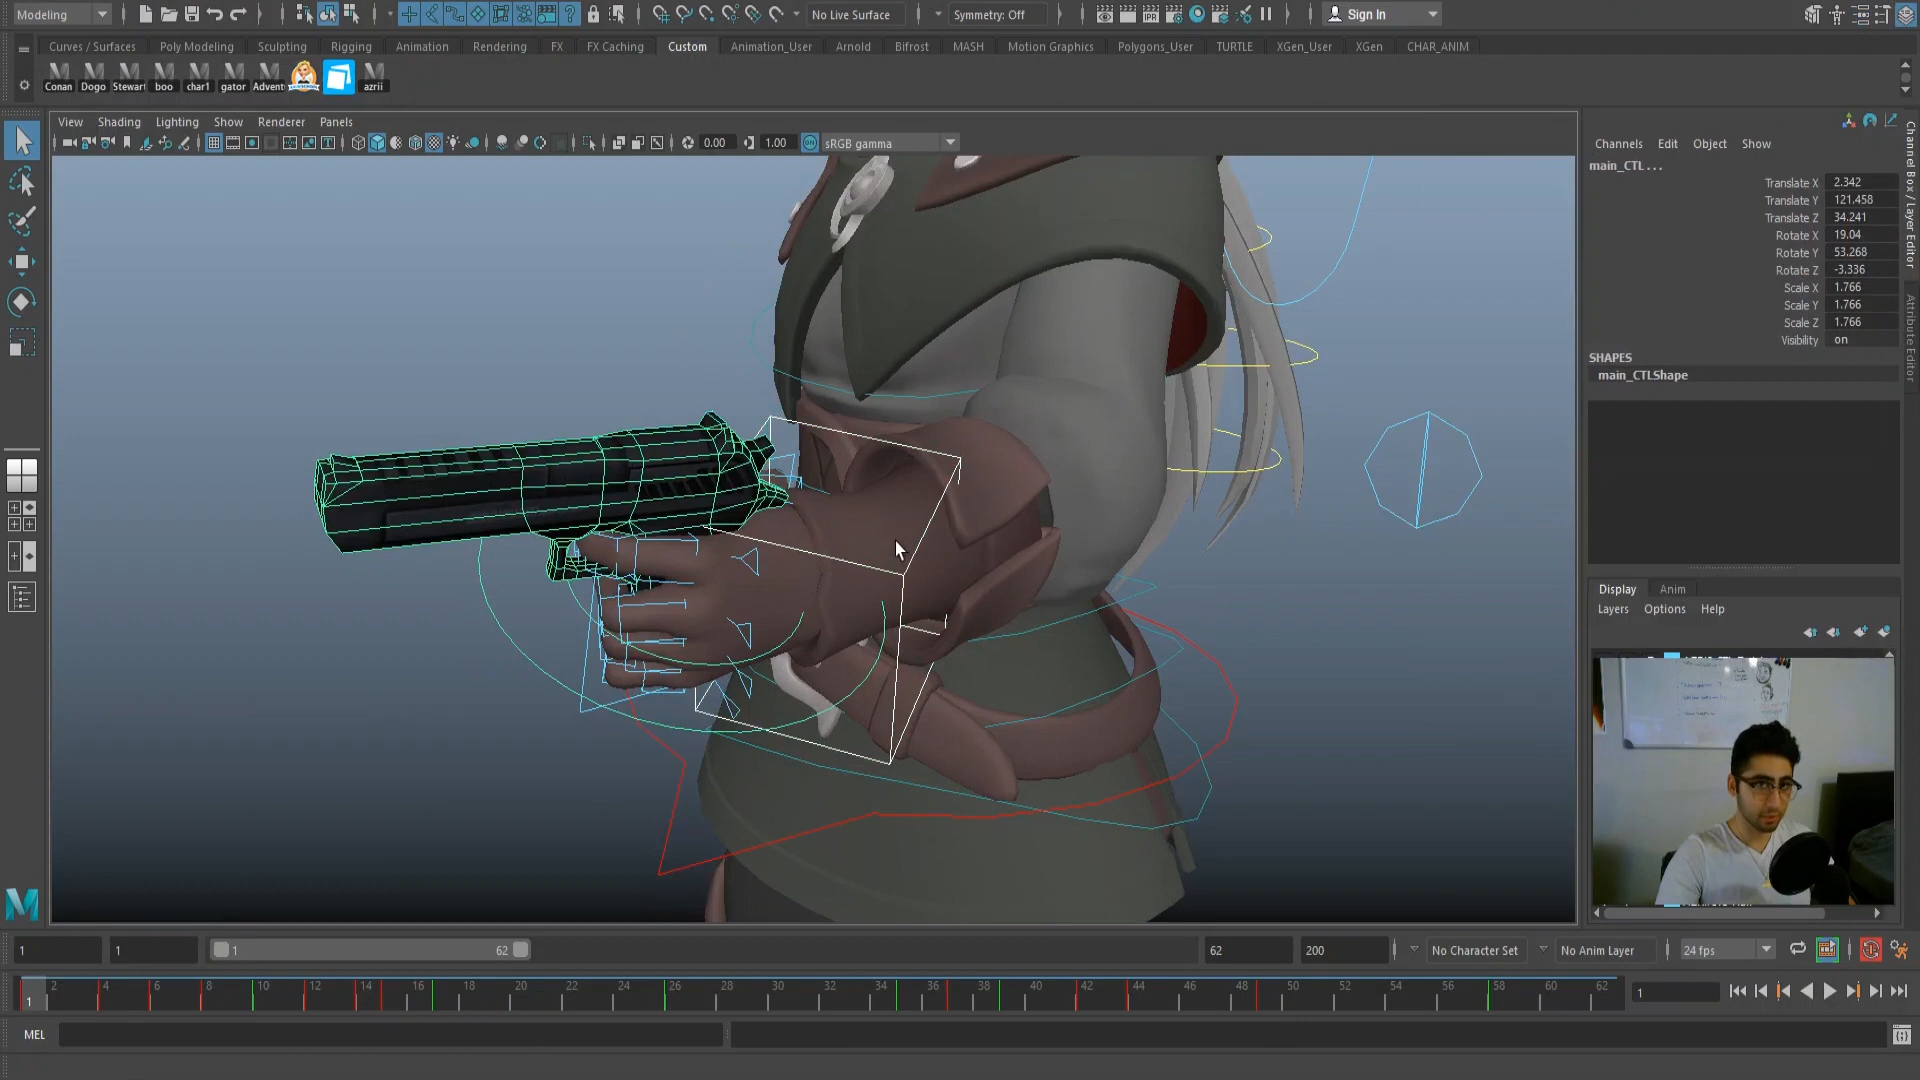 Modeling
No Live Surface
Symmetry: Off
Sign In
Curves / Surfaces Poly Modeling Sculpting Rigging Animation Rendering FX FX Caching Custom Animation_User Arnold Bifrost MASH Motion Graphics Polygons_User TURTLE XGen_User XGen CHAR_ANIM
Conan Dogo Stewart boo char1 gator Advent azrii
View Shading Lighting Show Renderer Panels
0.00 1.00 ON sRGB gamma
Channels Edit Object Show
main_CTL...
Translate X 2.342
Translate Y 121.458
Translate Z 34.241
Rotate X 19.04
Rotate Y 53.268
Rotate Z -3.336
Scale X 1.766
Scale Y 1.766
Scale Z 1.766
Visibility on
SHAPES
main_CTLShape
Channel Box / Layer Editor
Attribute Editor
Display Anim
Layers Options Help
1 1 1 62 62 200 No Character Set No Anim Layer 24 fps
1 2 4 6 8 10 12 14 16 18 20 22 24 26 28 30 32 34 36 38 40 42 44 46 48 50 52 54 56 58 60 62 1
MEL